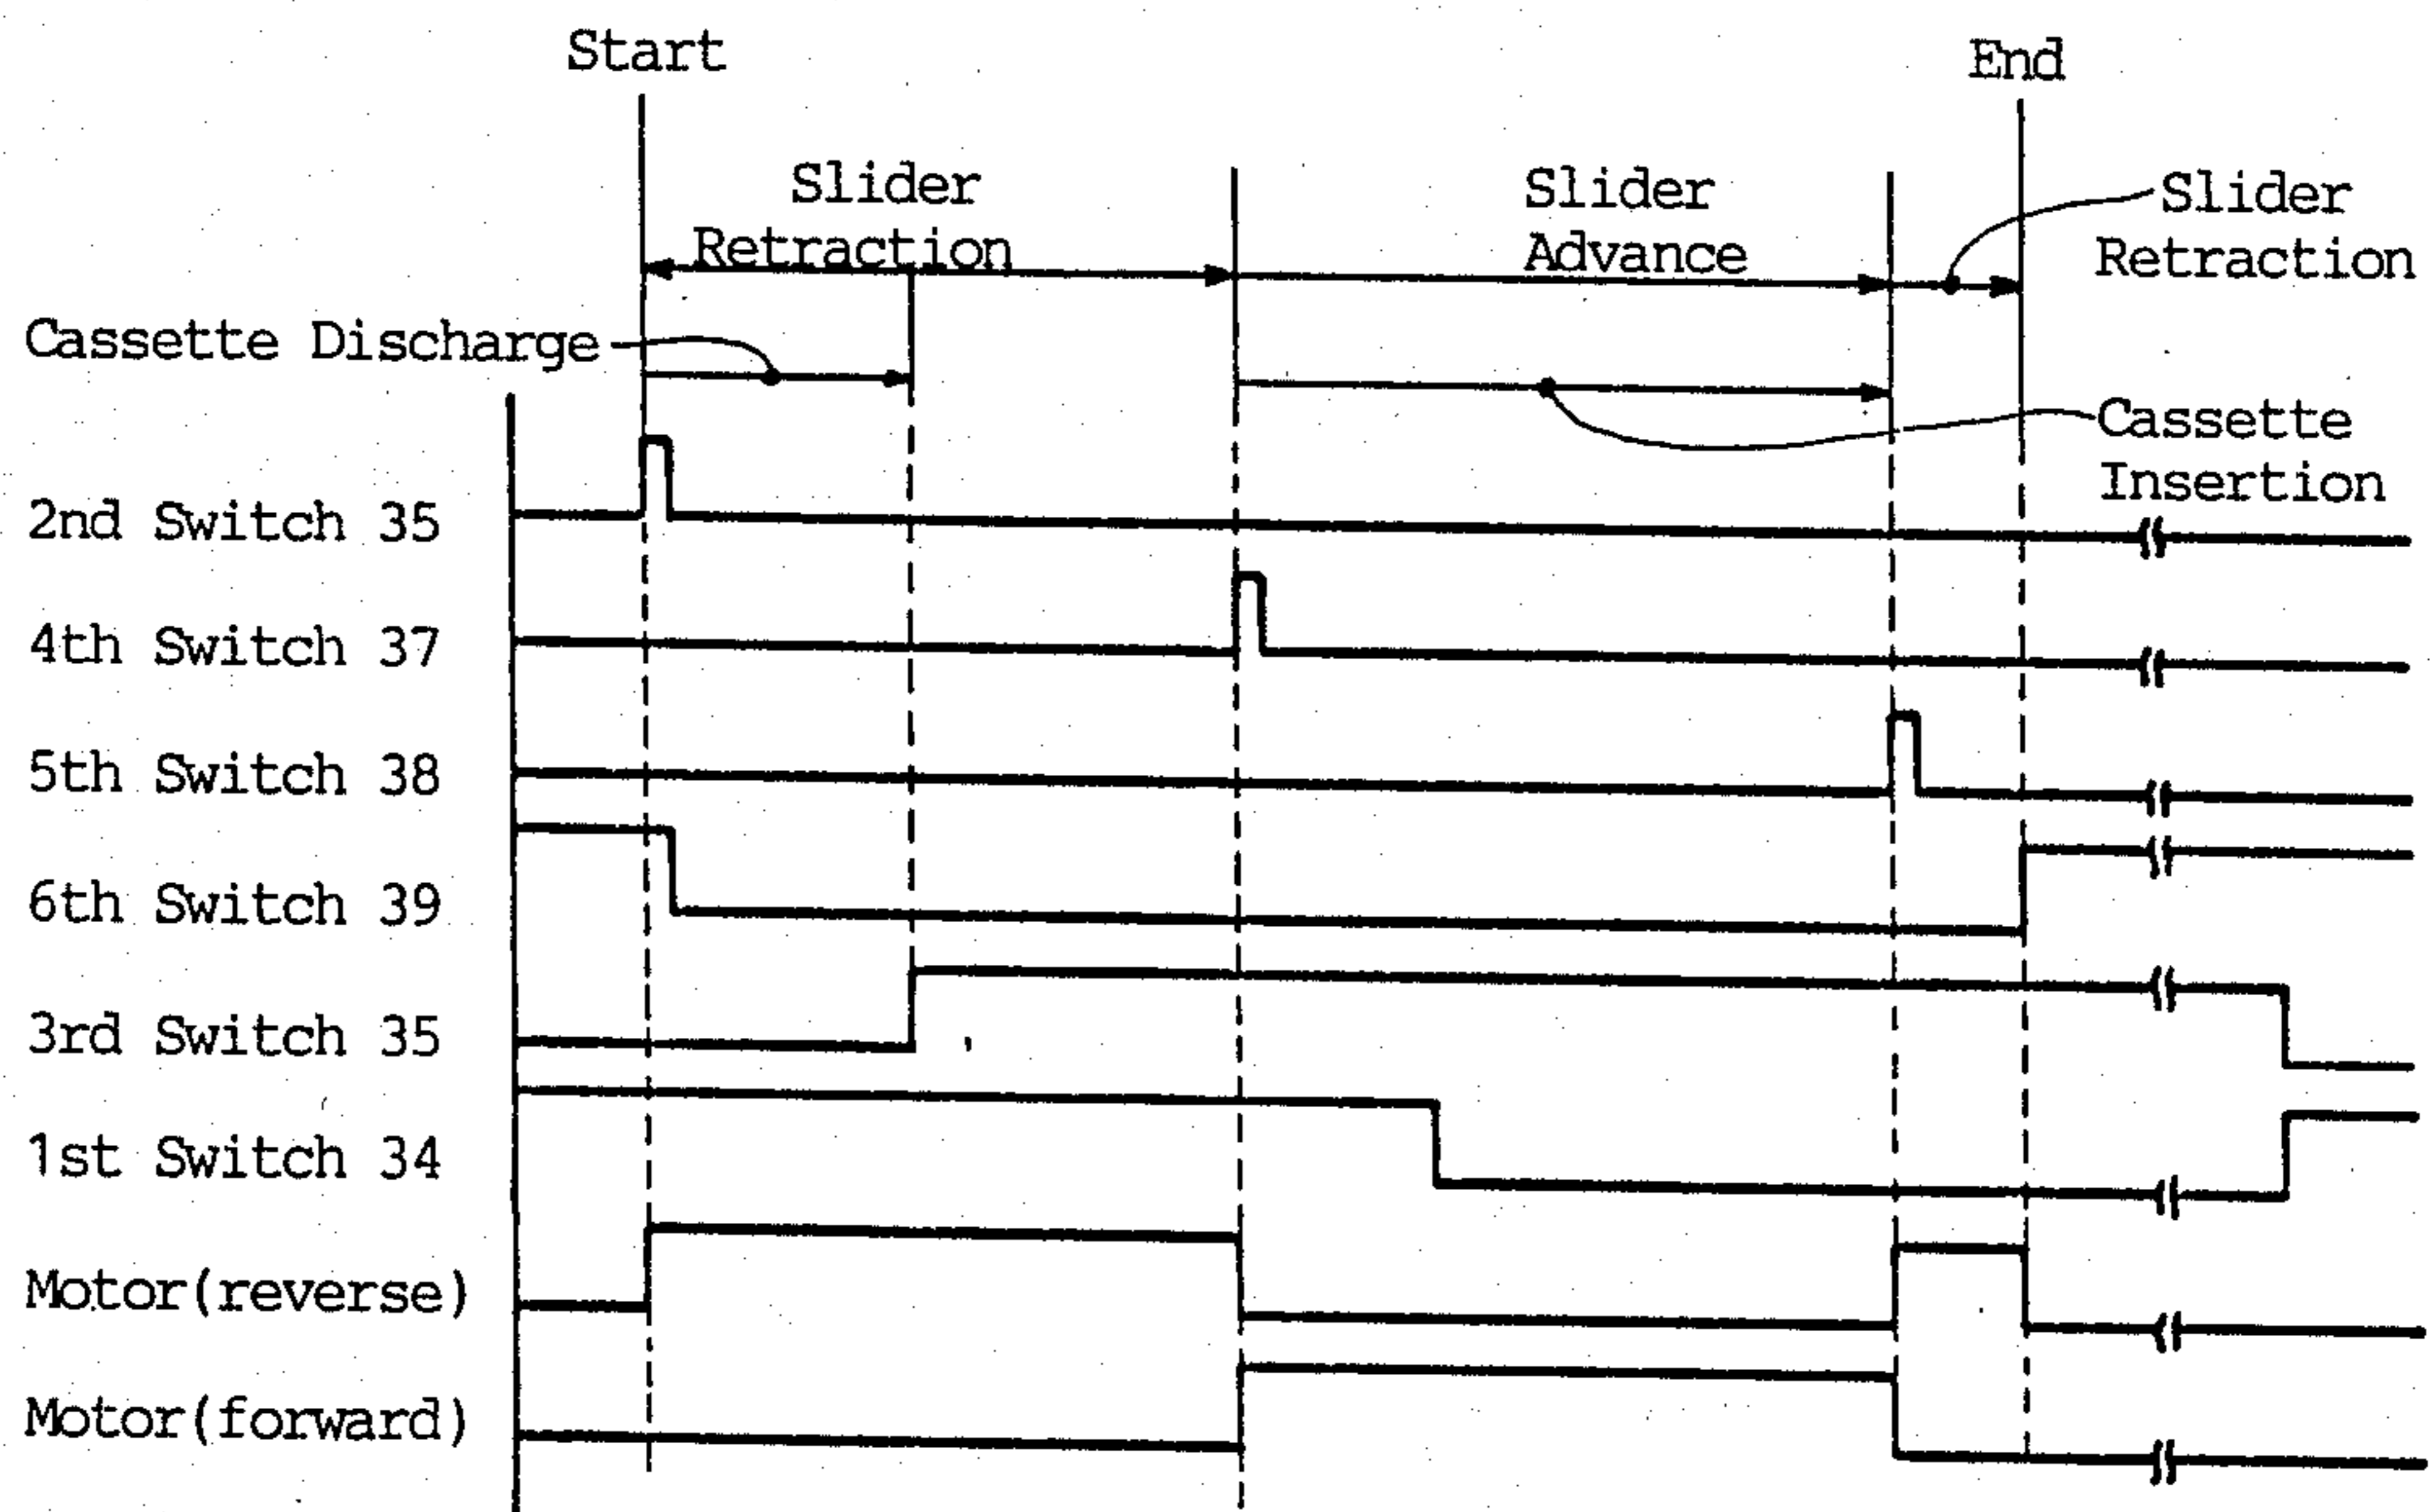 Start
End
Slider
Retraction
Slider
Advance
Slider
Retraction
Cassette Discharge
Cassette
Insertion
2nd Switch 35
4th Switch 37
5th Switch 38
6th Switch 39
3rd Switch 35
1st Switch 34
Motor(reverse)
Motor(forward)